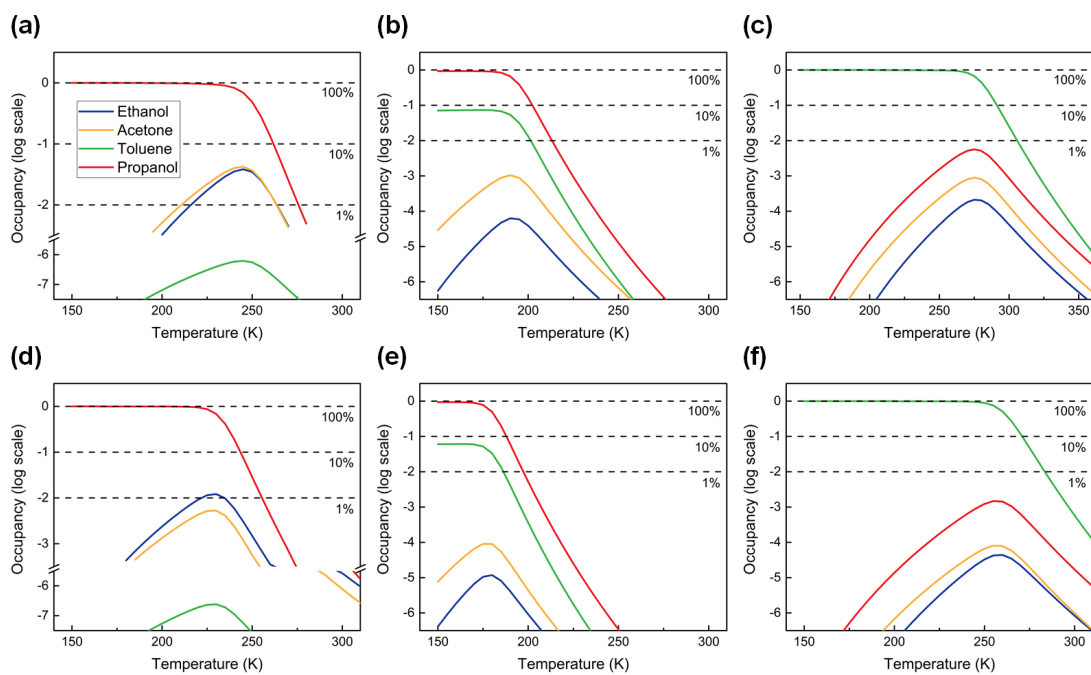 (a)
(b)
(c)
Occupancy (log scale)
0
-1
-2
-6
-7
100%
10%
1%
Ethanol
Acetone
Toluene
Propanol
150 200 250 300
Temperature (K)
Occupancy (log scale)
0
-1
-2
-3
-4
-5
-6
100%
10%
1%
150 200 250 300
Temperature (K)
Occupancy (log scale)
0
-1
-2
-3
-4
-5
-6
100%
10%
1%
150 200 250 300 350
Temperature (K)
(d)
(e)
(f)
Occupancy (log scale)
0
-1
-2
-3
-6
-7
100%
10%
1%
150 200 250 300
Temperature (K)
Occupancy (log scale)
0
-1
-2
-3
-4
-5
-6
100%
10%
1%
150 200 250 300
Temperature (K)
Occupancy (log scale)
0
-1
-2
-3
-4
-5
-6
100%
10%
1%
150 200 250 300
Temperature (K)